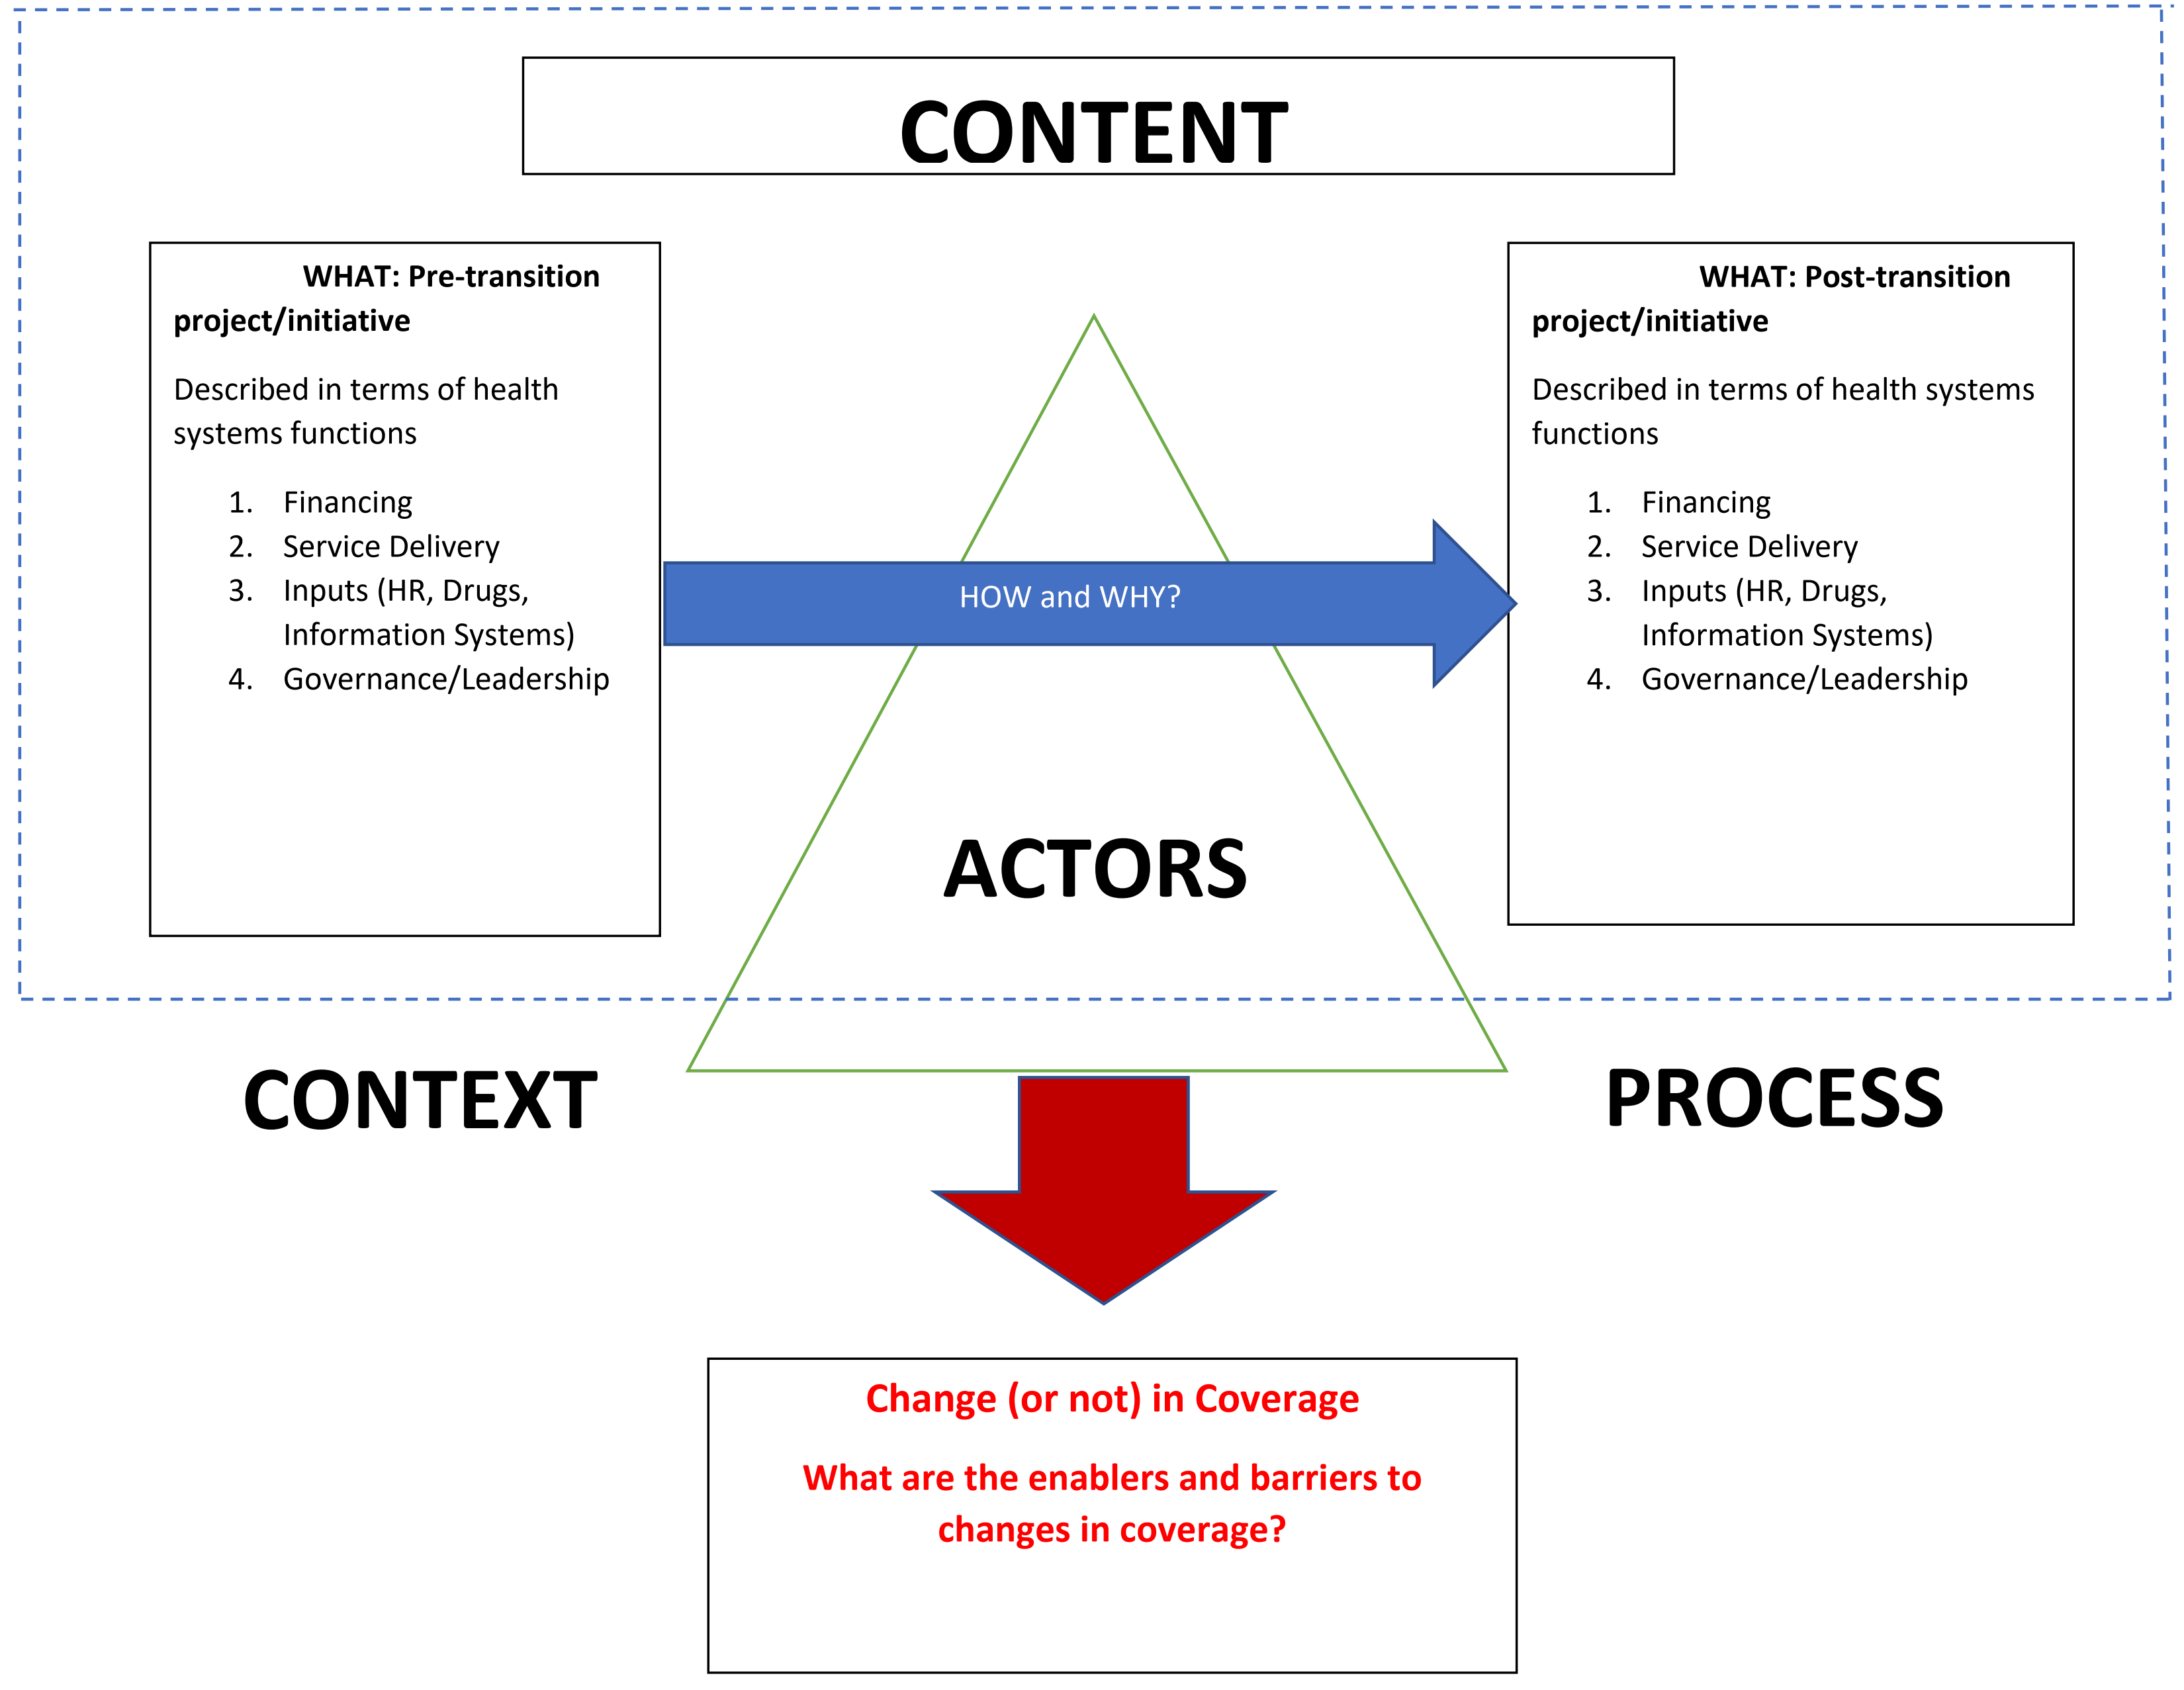 CONTENT
WHAT: Pre-transition
project/initiative
Described in terms of health
systems functions
1. Financing
2. Service Delivery
3. Inputs (HR, Drugs,
Information Systems)
4. Governance/Leadership
HOW and WHY?
WHAT: Post-transition
project/initiative
Described in terms of health systems
functions
1. Financing
2. Service Delivery
3. Inputs (HR, Drugs,
Information Systems)
4. Governance/Leadership
ACTORS
CONTEXT
PROCESS
Change (or not) in Coverage
What are the enablers and barriers to
changes in coverage?